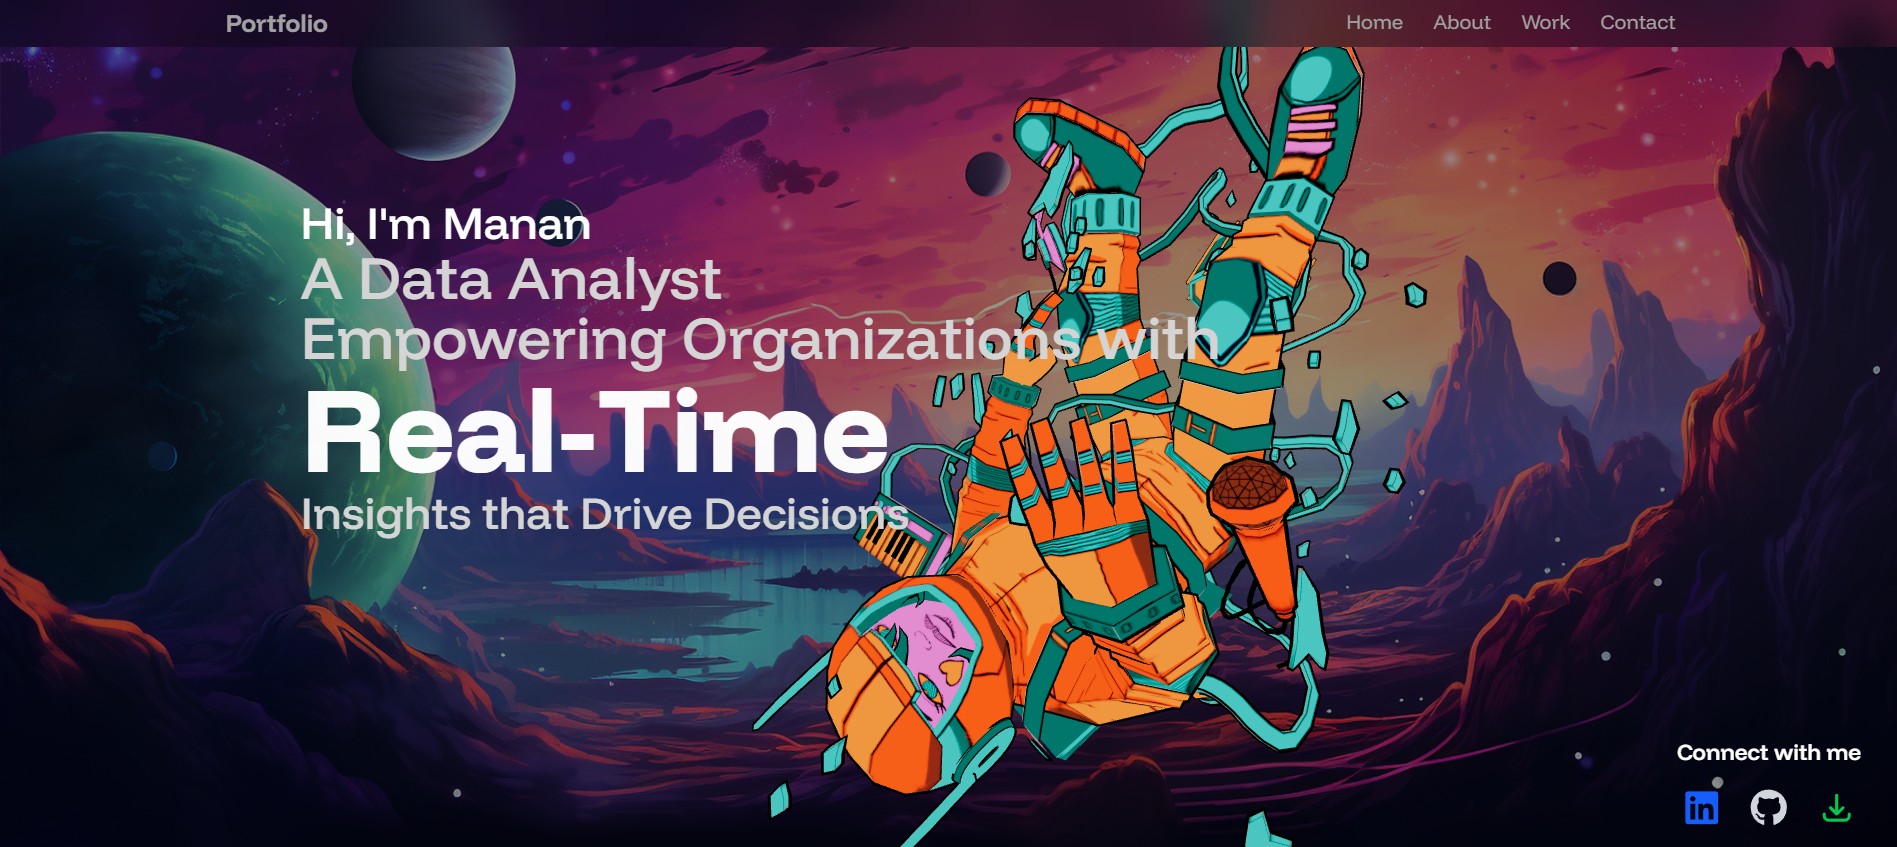 Portfolio
Home About Work Contact
Hi, I'm Manan
A Data Analyst
Empowering Organizations with
Real-Time
Insights that Drive Decisions
Connect with me
in